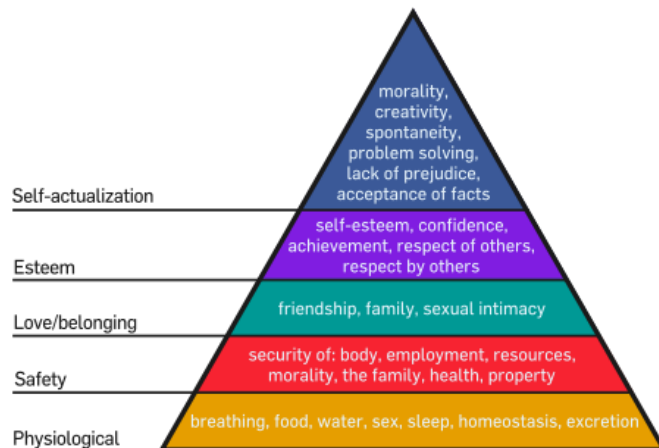 morality,
creativity,
spontaneity,
problem solving,
lack of prejudice,
acceptance of facts
Self-actualization
self-esteem, confidence,
achievement, respect of others,
respect by others
Esteem
friendship, family, sexual intimacy
Love/belonging
security of: body, employment, resources,
morality, the family, health, property
Safety
breathing, food, water, sex, sleep, homeostasis, excretion
Physiological